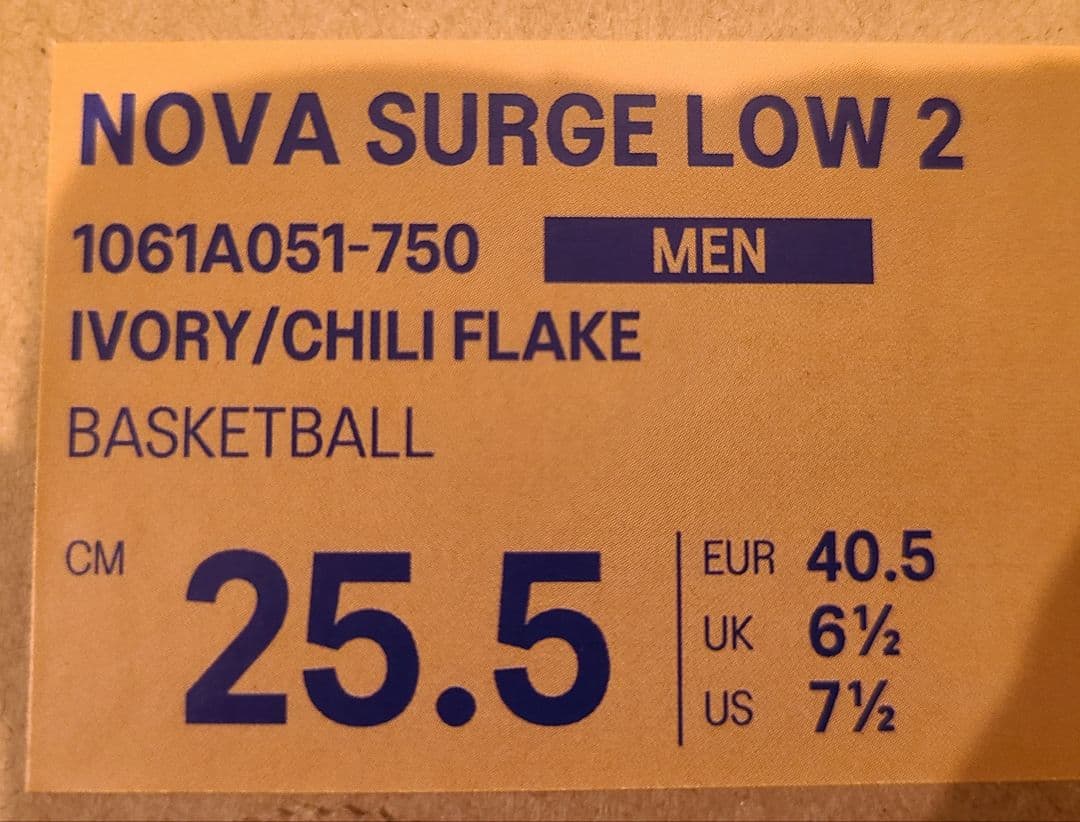 NOVA SURGE LOW 2
1061A051-750 MEN
IVORY/CHILI FLAKE
BASKETBALL
CM 25.5
EUR 40.5
UK 6½
US 7½